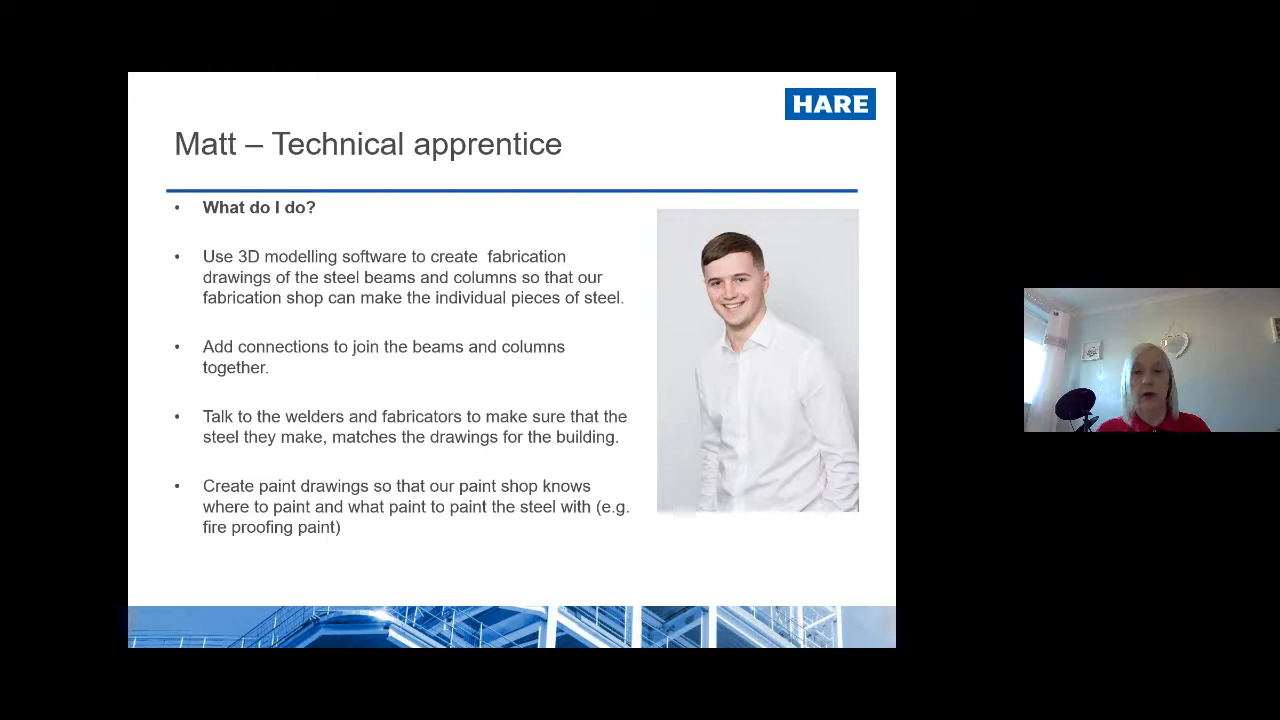 HARE
Matt – Technical apprentice
• What do I do?
• Use 3D modelling software to create  fabrication
drawings of the steel beams and columns so that our
fabrication shop can make the individual pieces of steel.
• Add connections to join the beams and columns
together.
• Talk to the welders and fabricators to make sure that the
steel they make, matches the drawings for the building.
• Create paint drawings so that our paint shop knows
where to paint and what paint to paint the steel with (e.g.
fire proofing paint)